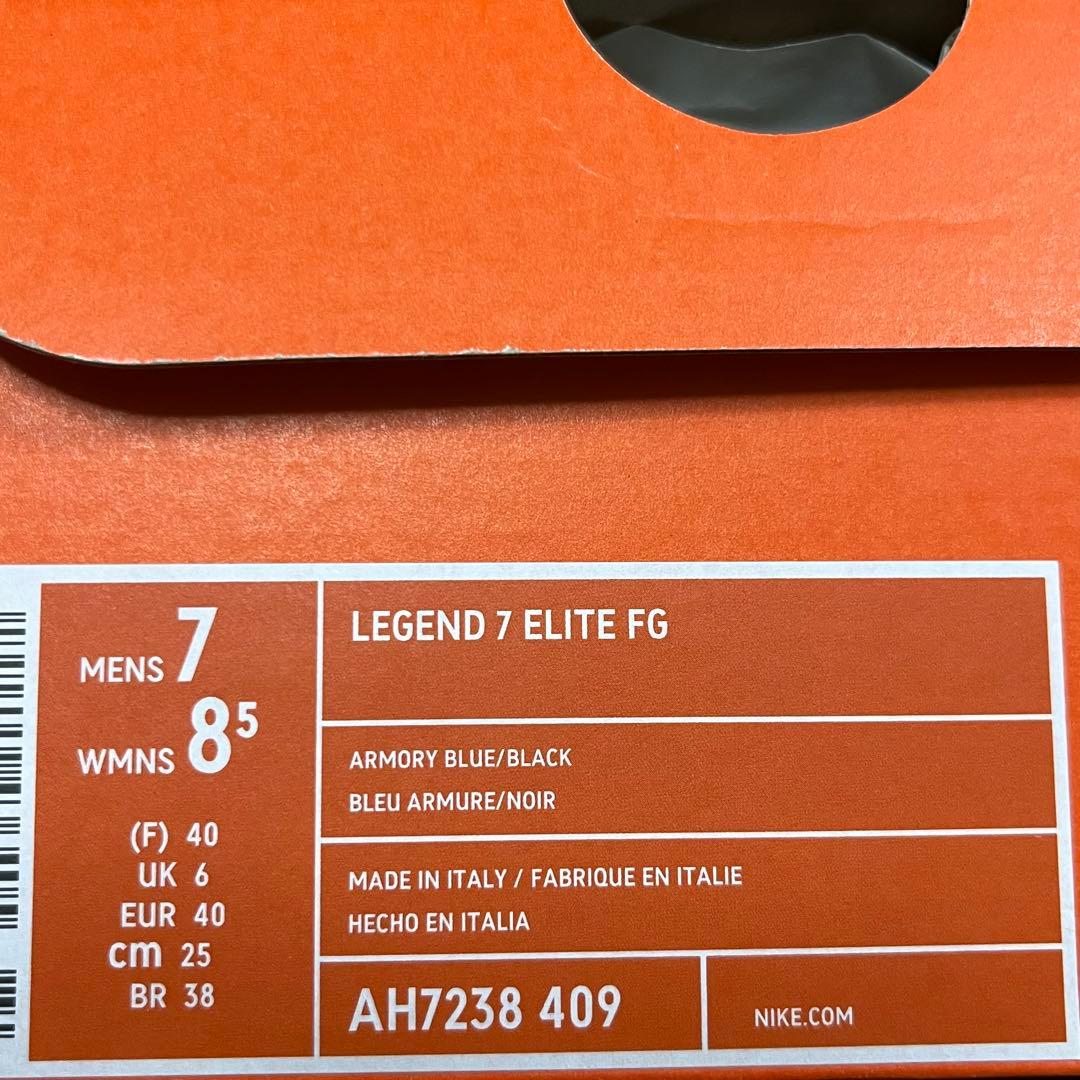 MENS 7
WMNS 8⁵
(F) 40
UK 6
EUR 40
cm 25
BR 38
LEGEND 7 ELITE FG
ARMORY BLUE/BLACK
BLEU ARMURE/NOIR
MADE IN ITALY / FABRIQUE EN ITALIE
HECHO EN ITALIA
AH7238 409
NIKE.COM